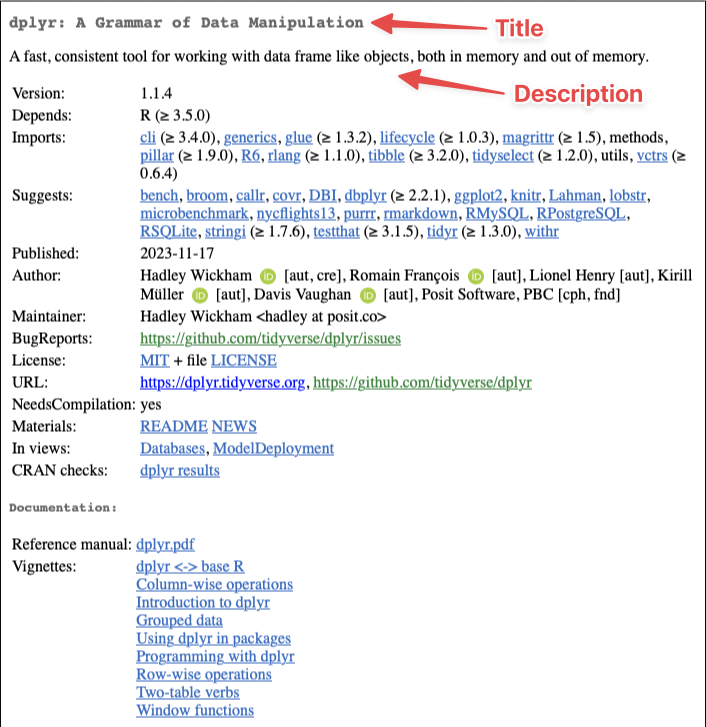 dplyr: A Grammar of Data Manipulation
Title
A fast, consistent tool for working with data frame like objects, both in memory and out of memory.
Description
Version: 1.1.4
Depends: R (≥ 3.5.0)
Imports: cli (≥ 3.4.0), generics, glue (≥ 1.3.2), lifecycle (≥ 1.0.3), magrittr (≥ 1.5), methods,
pillar (≥ 1.9.0), R6, rlang (≥ 1.1.0), tibble (≥ 3.2.0), tidyselect (≥ 1.2.0), utils, vctrs (≥
0.6.4)
Suggests: bench, broom, callr, covr, DBI, dbplyr (≥ 2.2.1), ggplot2, knitr, Lahman, lobstr,
microbenchmark, nycflights13, purrr, rmarkdown, RMySQL, RPostgreSQL,
RSQLite, stringi (≥ 1.7.6), testthat (≥ 3.1.5), tidyr (≥ 1.3.0), withr
Published: 2023-11-17
Author: Hadley Wickham iD [aut, cre], Romain François iD [aut], Lionel Henry [aut], Kirill
Müller iD [aut], Davis Vaughan iD [aut], Posit Software, PBC [cph, fnd]
Maintainer: Hadley Wickham <hadley at posit.co>
BugReports: https://github.com/tidyverse/dplyr/issues
License: MIT + file LICENSE
URL: https://dplyr.tidyverse.org, https://github.com/tidyverse/dplyr
NeedsCompilation: yes
Materials: README NEWS
In views: Databases, ModelDeployment
CRAN checks: dplyr results
Documentation:
Reference manual: dplyr.pdf
Vignettes: dplyr <-> base R
Column-wise operations
Introduction to dplyr
Grouped data
Using dplyr in packages
Programming with dplyr
Row-wise operations
Two-table verbs
Window functions